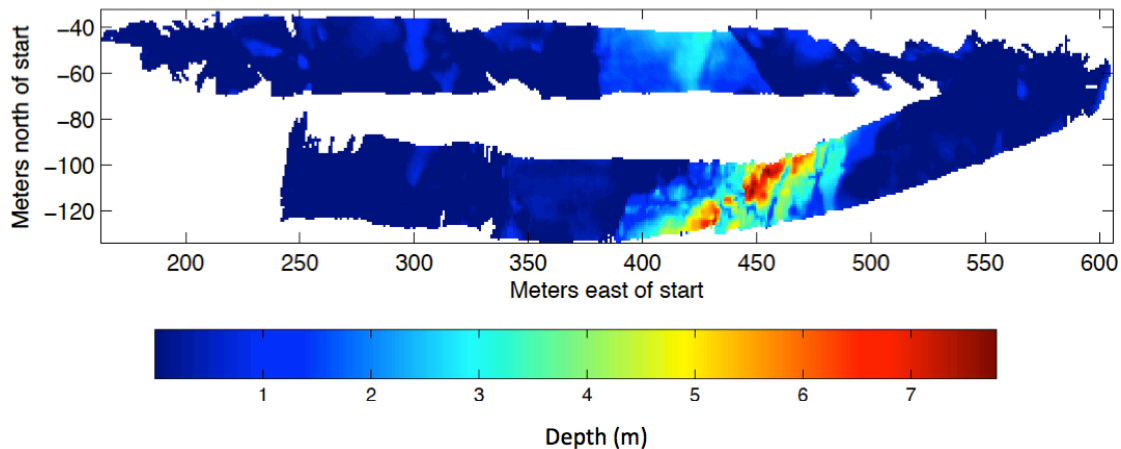 Meters north of start
−40
−60
−80
−100
−120
200 250 300 350 400 450 500 550 600
Meters east of start
1 2 3 4 5 6 7
Depth (m)